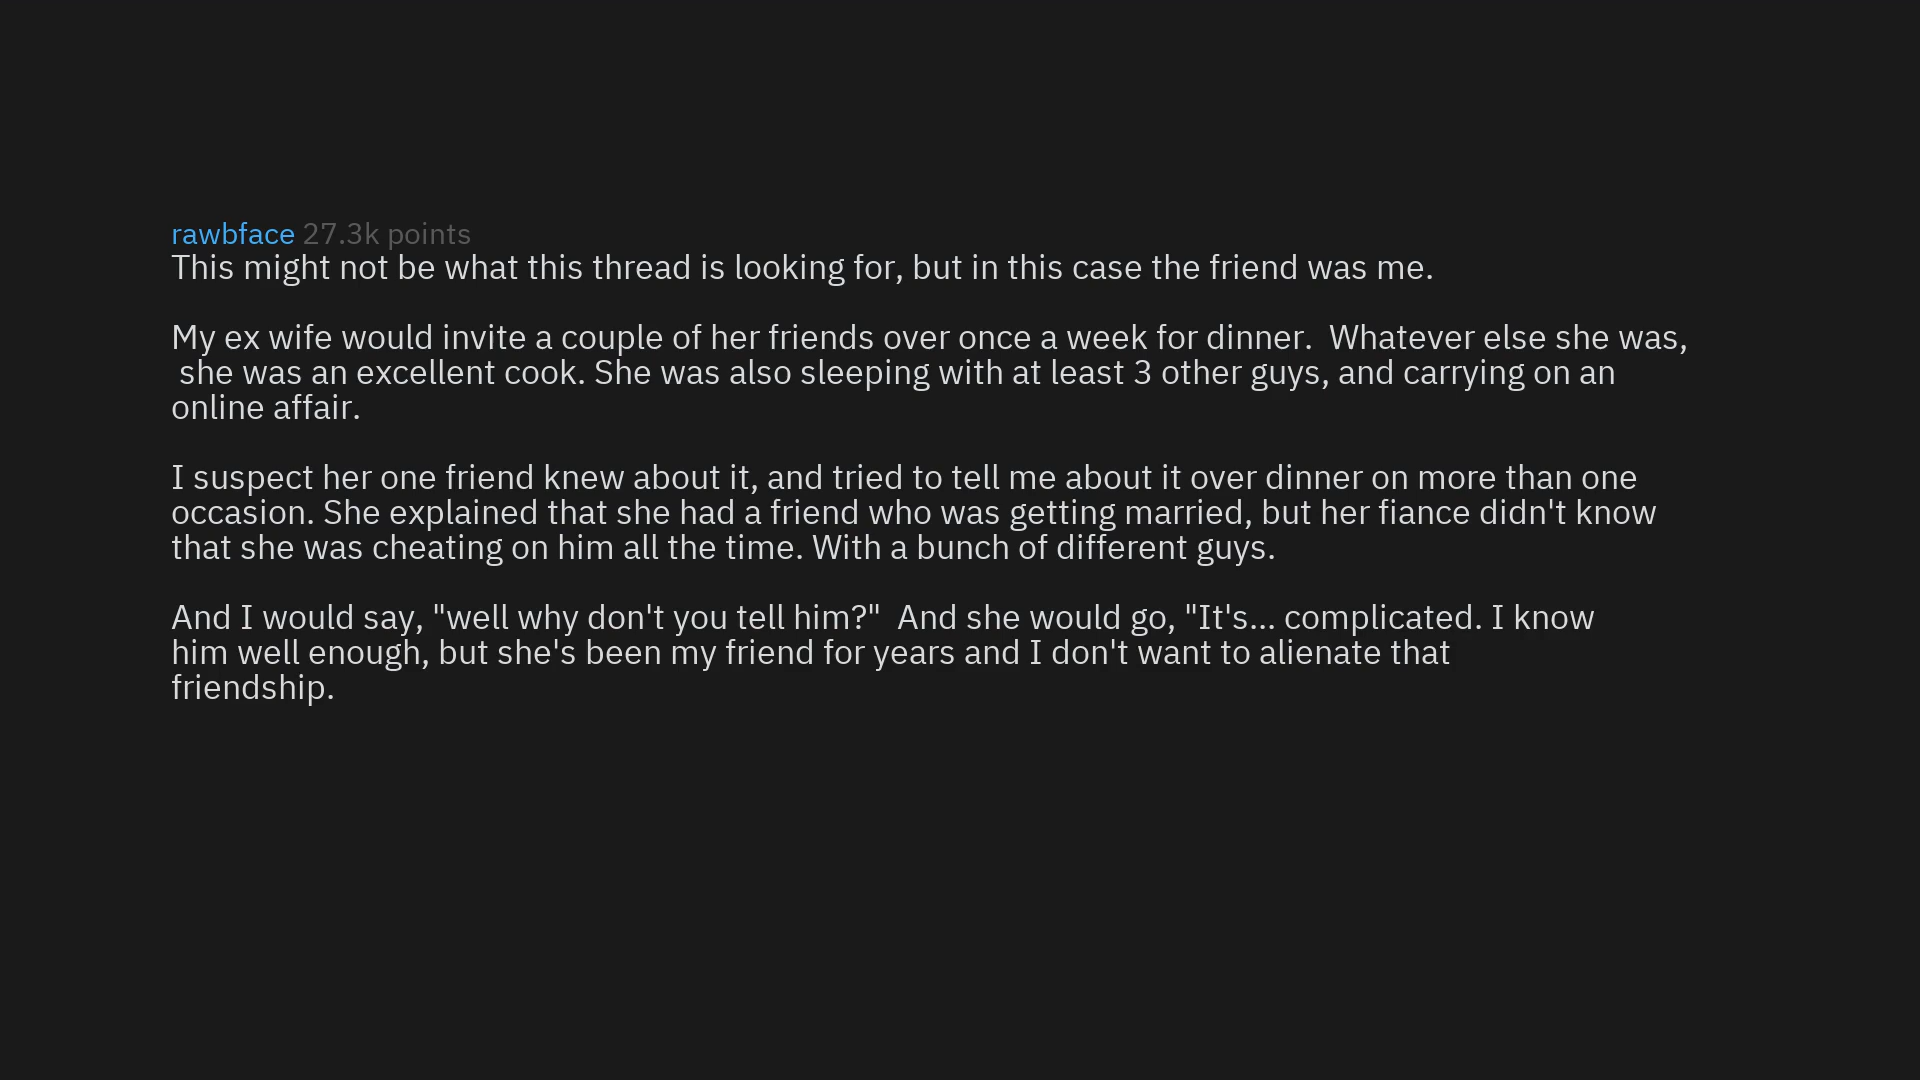 rawbface 27.3k points
This might not be what this thread is looking for, but in this case the friend was me.
My ex wife would invite a couple of her friends over once a week for dinner.  Whatever else she was,
she was an excellent cook. She was also sleeping with at least 3 other guys, and carrying on an
online affair.
I suspect her one friend knew about it, and tried to tell me about it over dinner on more than one
occasion. She explained that she had a friend who was getting married, but her fiance didn't know
that she was cheating on him all the time. With a bunch of different guys.
And I would say, "well why don't you tell him?"  And she would go, "It's... complicated. I know
him well enough, but she's been my friend for years and I don't want to alienate that
friendship.